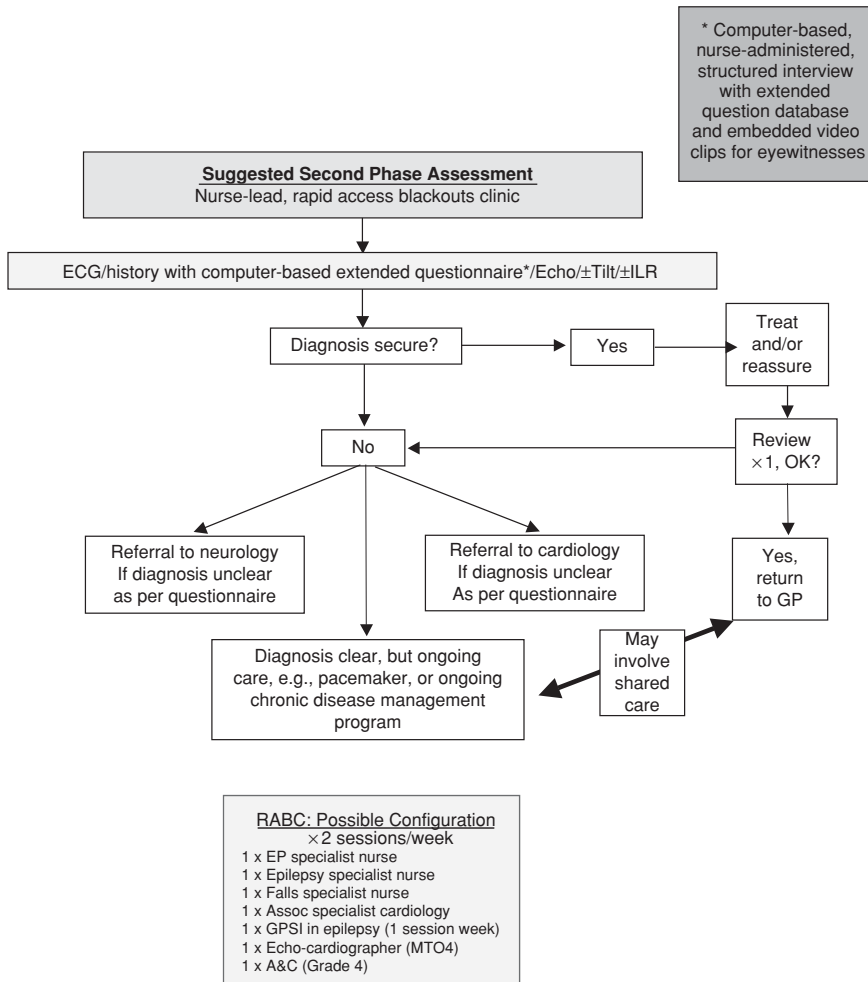 * Computer-based,
nurse-administered,
structured interview
with extended
question database
and embedded video
clips for eyewitnesses
Suggested Second Phase Assessment
Nurse-lead, rapid access blackouts clinic
ECG/history with computer-based extended questionnaire*/Echo/±Tilt/±ILR
Diagnosis secure?
Yes
Treat
and/or
reassure
No
Review
×1, OK?
Referral to neurology
If diagnosis unclear
as per questionnaire
Referral to cardiology
If diagnosis unclear
As per questionnaire
Yes,
return
to GP
Diagnosis clear, but ongoing
care, e.g., pacemaker, or ongoing
chronic disease management
program
May
involve
shared
care
RABC: Possible Configuration
×2 sessions/week
1 x EP specialist nurse
1 x Epilepsy specialist nurse
1 x Falls specialist nurse
1 x Assoc specialist cardiology
1 x GPSI in epilepsy (1 session week)
1 x Echo-cardiographer (MTO4)
1 x A&C (Grade 4)